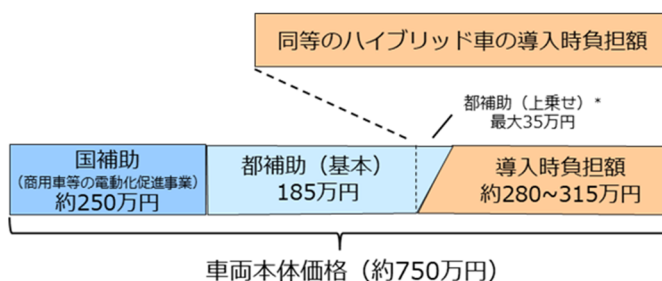 同等のハイブリッド車の導入時負担額
都補助（上乗せ）*
最大35万円
国補助
（商用車等の電動化促進事業）
約250万円
都補助（基本）
185万円
導入時負担額
約280~315万円
車両本体価格（約750万円）